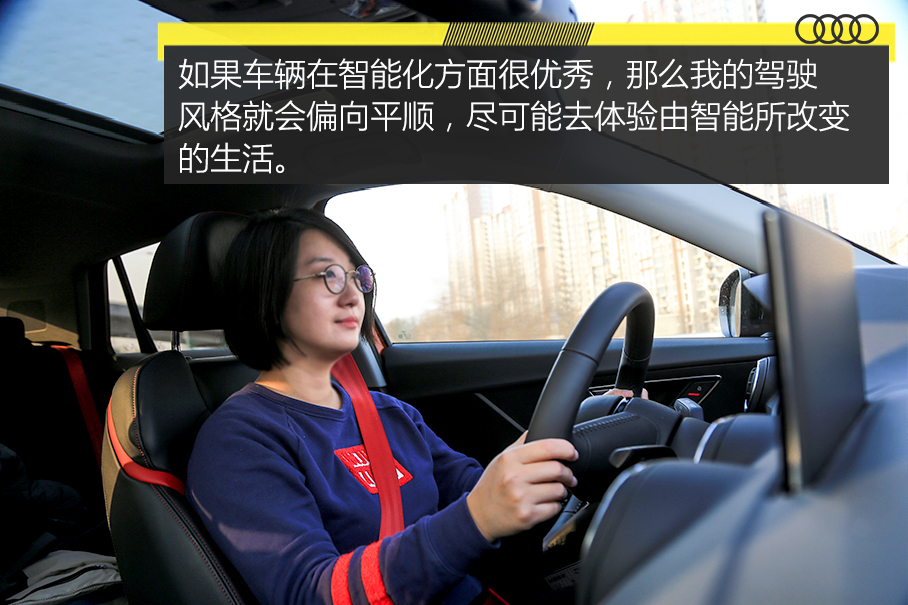 如果车辆在智能化方面很优秀，那么我的驾驶
风格就会偏向平顺，尽可能去体验由智能所改变
的生活。